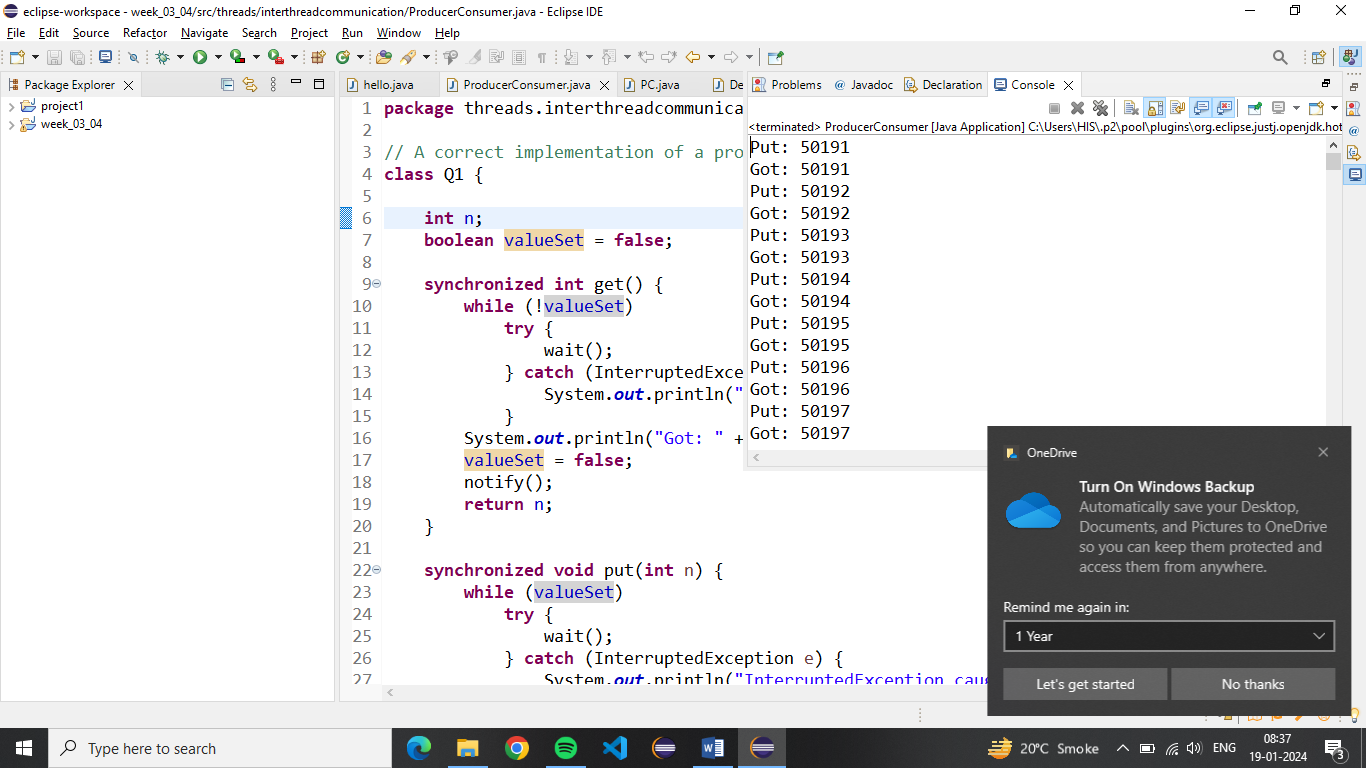 eclipse-workspace - week_03_04/src/threads/interthreadcommunication/ProducerConsumer.java - Eclipse IDE
File Edit Source Refactor Navigate Search Project Run Window Help
Package Explorer
project1
week_03_04
hello.java ProducerConsumer.java PC.java De
1 package threads.interthreadcommunica
2
3 // A correct implementation of a pro
4 class Q1 {
5
6 int n;
7 boolean valueSet = false;
8
9 synchronized int get() {
10 while (!valueSet)
11 try {
12 wait();
13 } catch (InterruptedExce
14 System.out.println("
15 }
16 System.out.println("Got: " +
17 valueSet = false;
18 notify();
19 return n;
20 }
21
22 synchronized void put(int n) {
23 while (valueSet)
24 try {
25 wait();
26 } catch (InterruptedException e) {
27 System.out.println("InterruptedException caug
Problems Javadoc Declaration Console
<terminated> ProducerConsumer [Java Application] C:\Users\HIS\.p2\pool\plugins\org.eclipse.justj.openjdk.hot
Put: 50191
Got: 50191
Put: 50192
Got: 50192
Put: 50193
Got: 50193
Put: 50194
Got: 50194
Put: 50195
Got: 50195
Put: 50196
Got: 50196
Put: 50197
Got: 50197
OneDrive
Turn On Windows Backup
Automatically save your Desktop,
Documents, and Pictures to OneDrive
so you can keep them protected and
access them from anywhere.
Remind me again in:
1 Year
Let's get started No thanks
Type here to search
20°C Smoke
ENG
08:37
19-01-2024
3